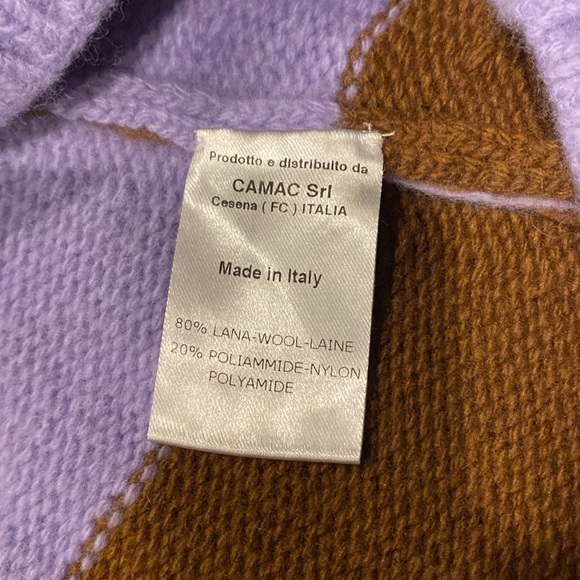 Prodotto e distribuito da
CAMAC Srl
Cesena ( FC ) ITALIA
Made in Italy
80% LANA-WOOL-LAINE
20% POLIAMMIDE-NYLON
POLYAMIDE